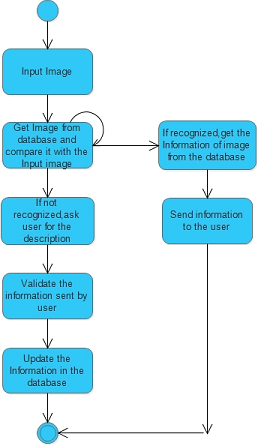 Input Image
Get Image from
database and
compare it with the
Input image
If recognized,get the
Information of image
from the database
If not
recognized,ask
user for the
description
Send information
to the user
Validate the
information sent by
user
Update the
Information in the
database